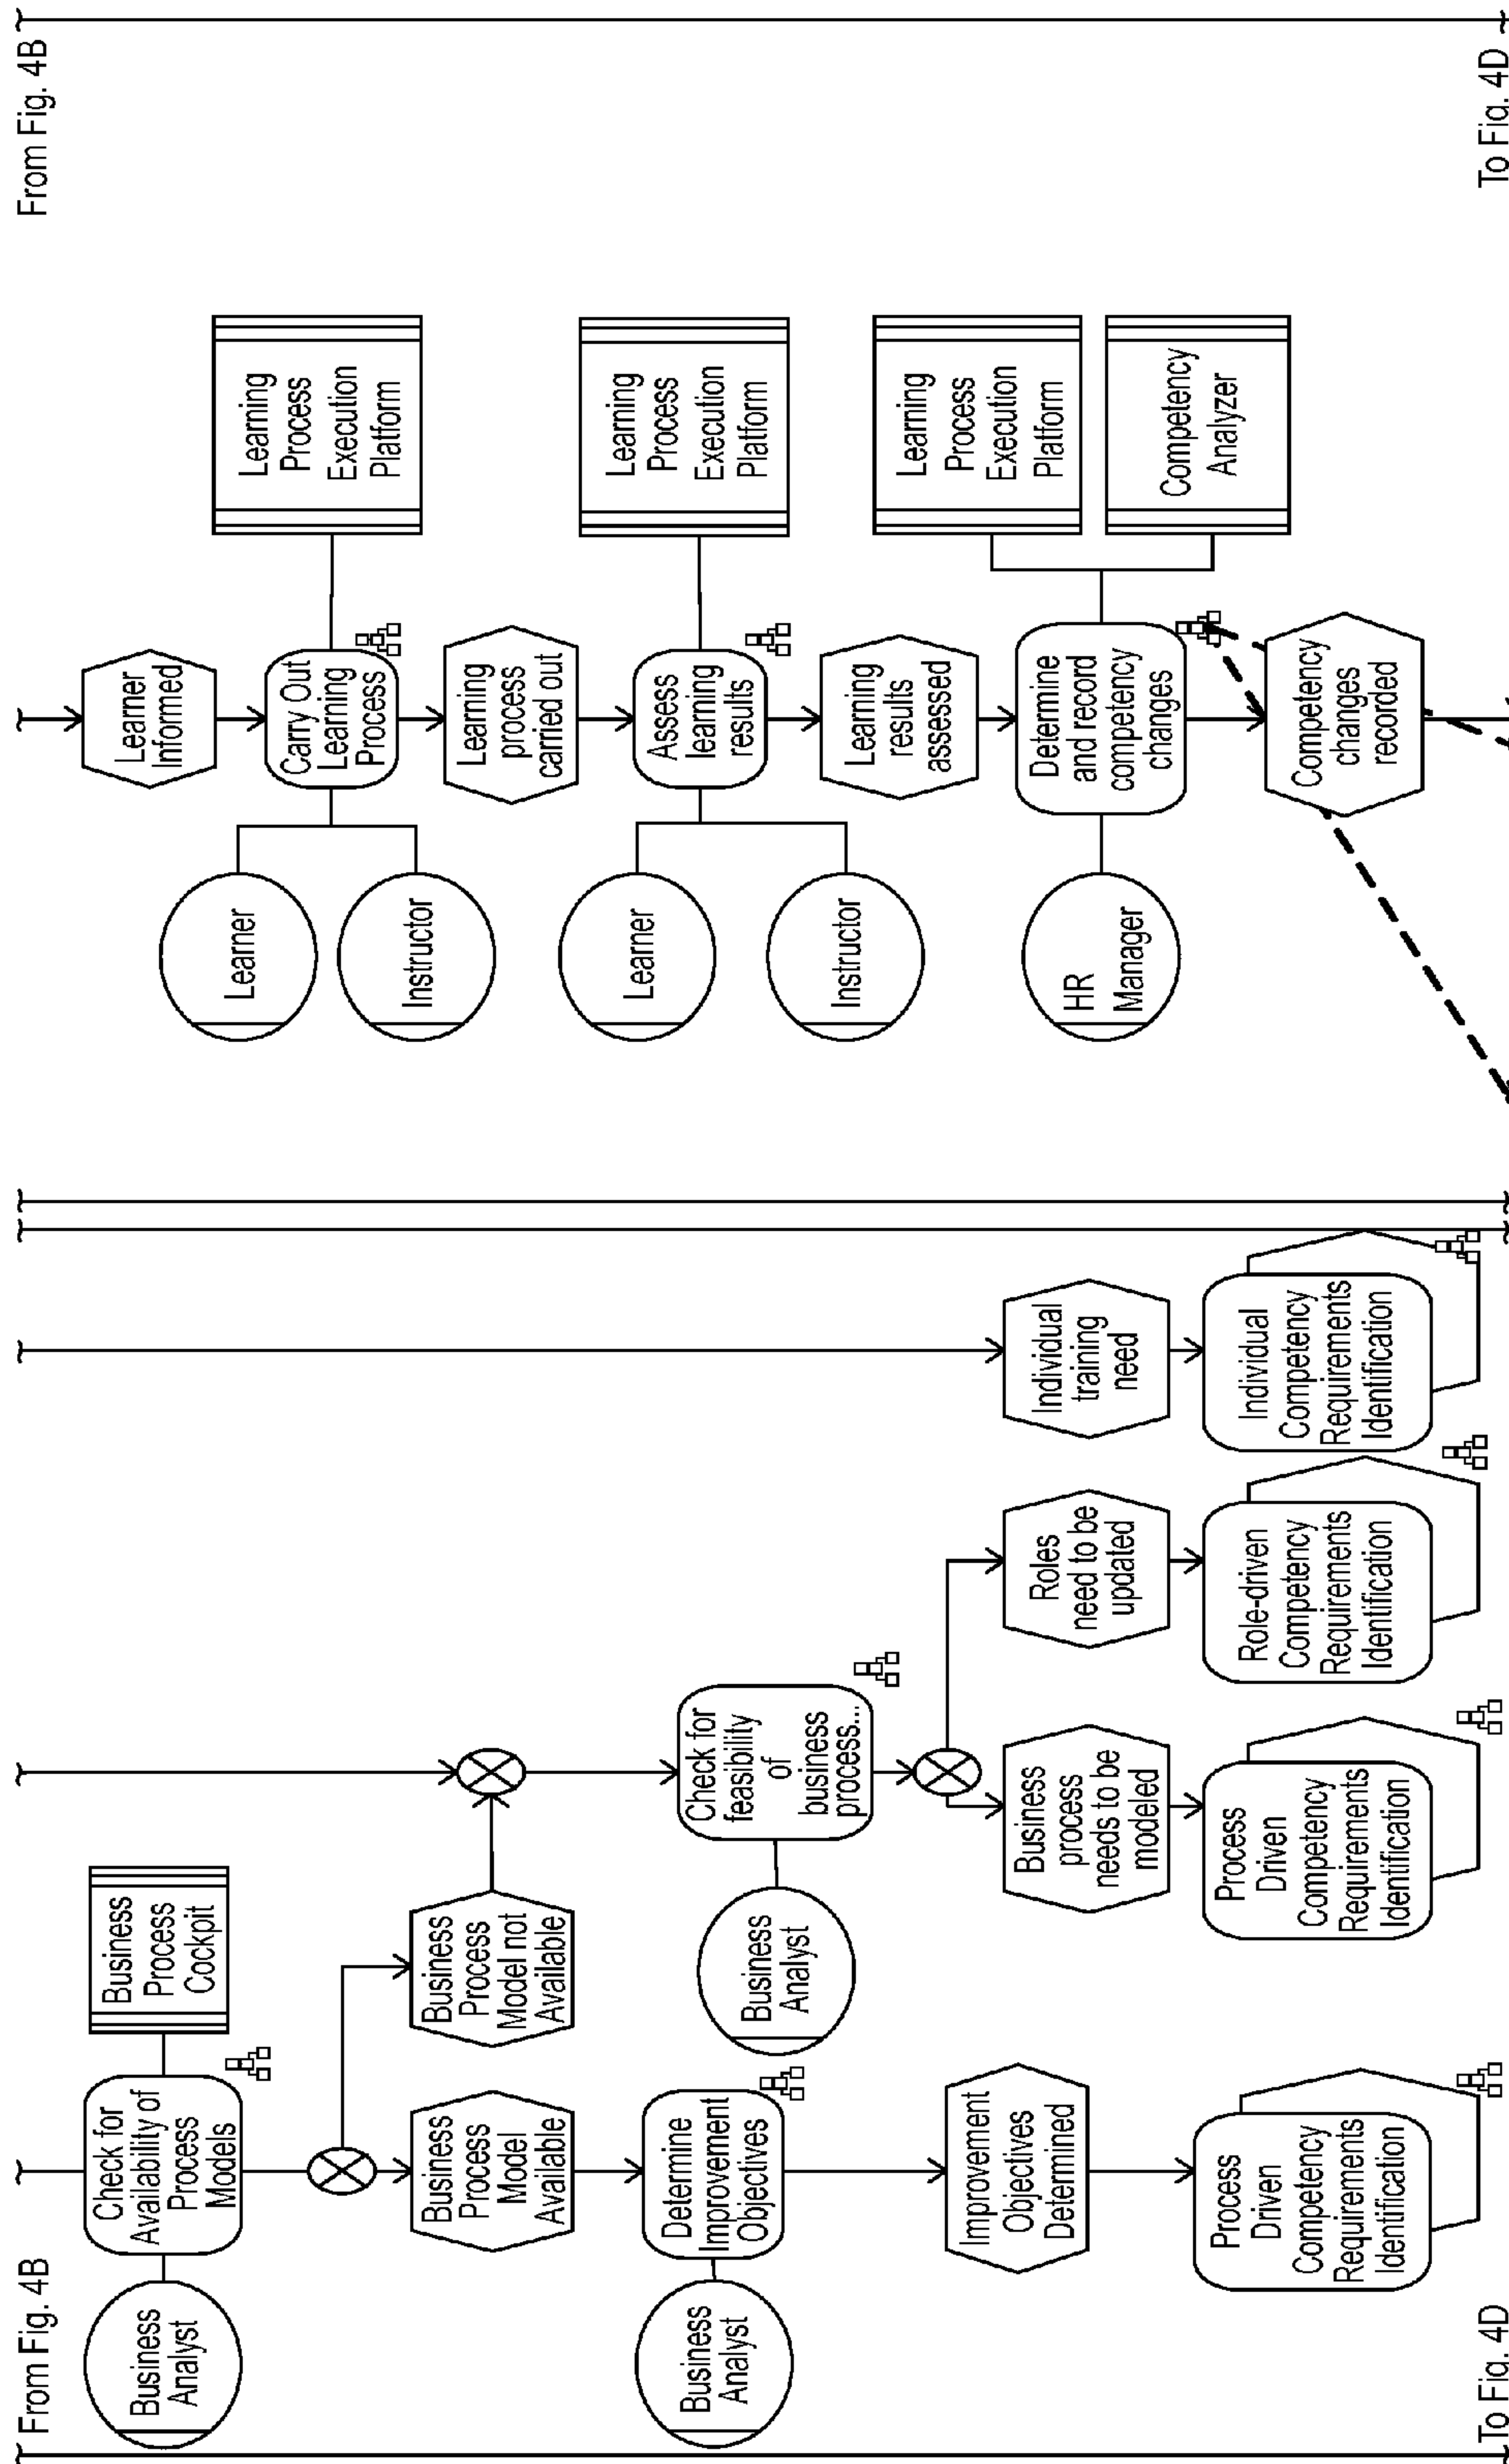 From Fig. 4B
Business
Analyst
Check for
Availability of
Process
Models
Business
Process
Cockpit
Business
Process
Model
Available
Business
Process
Model not
Available
Business
Analyst
Determine
Improvement
Objectives
Business
Analyst
Check for
feasibility
of
business
process...
Improvement
Objectives
Determined
Business
process
needs to be
modeled
Roles
need to be
updated
Individual
training
need
Process
Driven
Competency
Requirements
Identification
Process
Driven
Competency
Requirements
Identification
Role-driven
Competency
Requirements
Identification
Individual
Competency
Requirements
Identification
To Fig. 4D
From Fig. 4B
Learner
Informed
Learner
Instructor
Carry Out
Learning
Process
Learning
Process
Execution
Platform
Learning
process
carried out
Learner
Instructor
Assess
learning
results
Learning
Process
Execution
Platform
Learning
results
assessed
HR
Manager
Determine
and record
competency
changes
Learning
Process
Execution
Platform
Competency
Analyzer
Competency
changes
recorded
To Fig. 4D